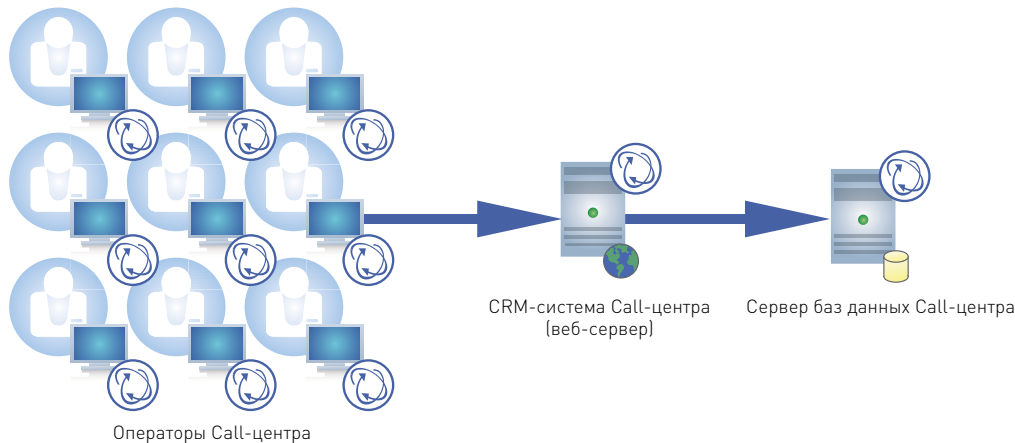 CRM-система Call-центра
(веб-сервер)
Сервер баз данных Call-центра
Операторы Call-центра